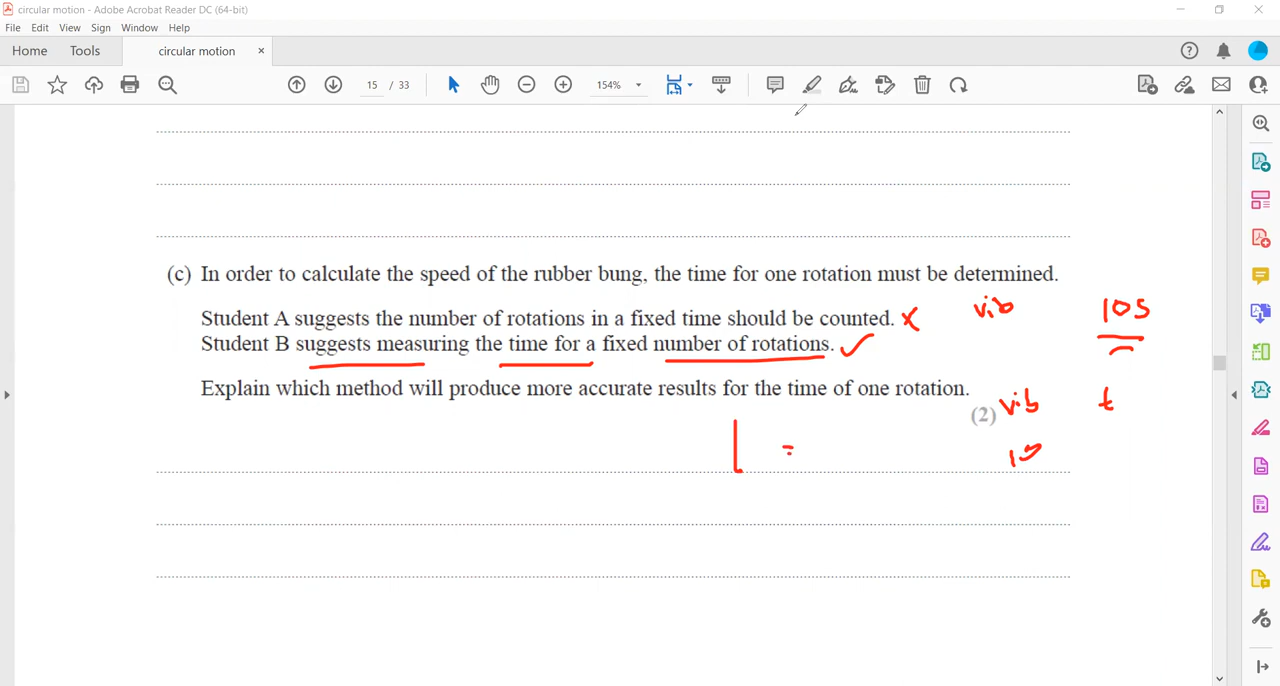 circular motion - Adobe Acrobat Reader DC (64-bit)
File Edit View Sign Window Help
Home Tools circular motion ×
15 / 33 154%
(c) In order to calculate the speed of the rubber bung, the time for one rotation must be determined.
Student A suggests the number of rotations in a fixed time should be counted. x vib 10s
Student B suggests measuring the time for a fixed number of rotations. ✓
Explain which method will produce more accurate results for the time of one rotation.
(2) vib t
=